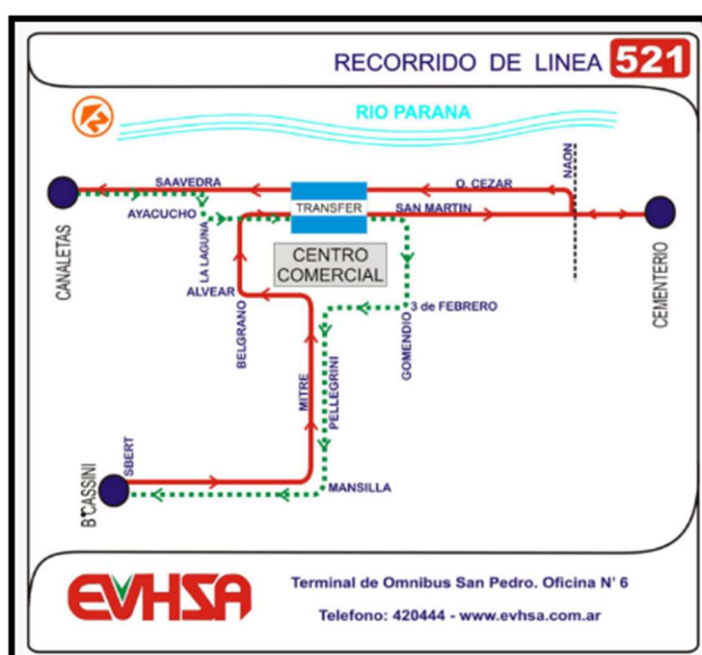 RECORRIDO DE LINEA 521
RIO PARANA
NAON
SAAVEDRA
O. CEZAR
TRANSFER
AYACUCHO
SAN MARTIN
LA LAGUNA
CANALETAS
CENTRO
COMERCIAL
CEMENTERIO
ALVEAR
BELGRANO
3 de FEBRERO
GOMENDIO
MITRE
PELLEGRINI
SBERT
MANSILLA
B°CASSINI
EVHSA
Terminal de Omnibus San Pedro. Oficina N' 6
Telefono: 420444 - www.evhsa.com.ar